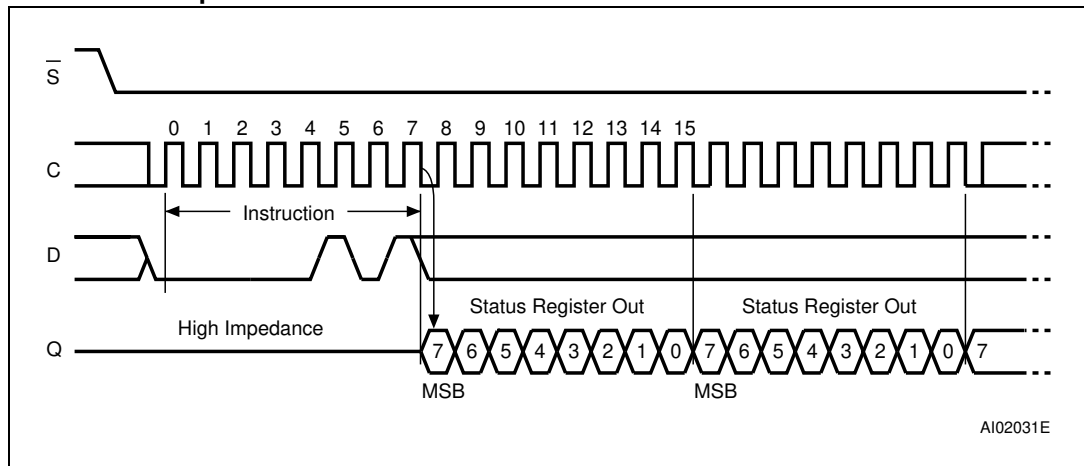 S
0 1 2 3 4 5 6 7 8 9 10 11 12 13 14 15
C
Instruction
D
Status Register Out Status Register Out
High Impedance
Q 7 6 5 4 3 2 1 0 7 6 5 4 3 2 1 0 7
MSB MSB
AI02031E